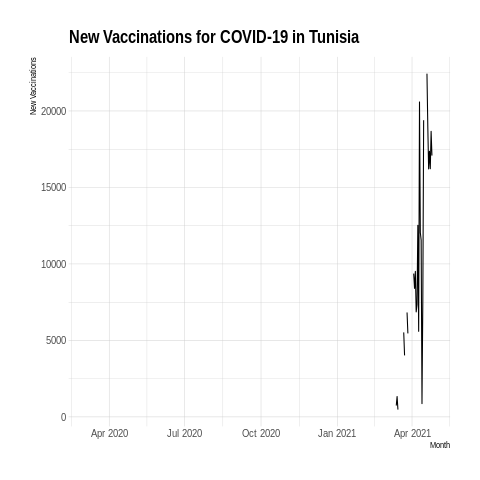 New Vaccinations for COVID-19 in Tunisia
New Vaccinations
20000
15000
10000
5000
0
Apr 2020 Jul 2020 Oct 2020 Jan 2021 Apr 2021
Month